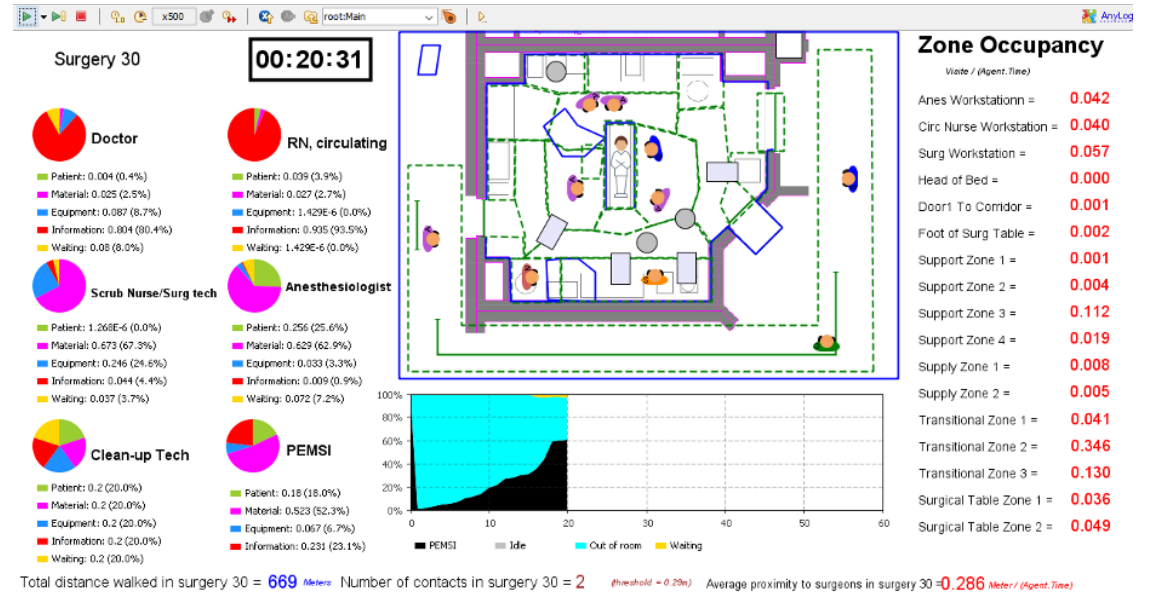 x500
root:Main
AnyLog
Surgery 30
00:20:31
Doctor
Patient: 0.004 (0.4%)
Material: 0.025 (2.5%)
Equipment: 0.087 (8.7%)
Information: 0.804 (80.4%)
Waiting: 0.08 (8.0%)
RN, circulating
Patient: 0.039 (3.9%)
Material: 0.027 (2.7%)
Equipment: 1.429E-6 (0.0%)
Information: 0.935 (93.5%)
Waiting: 1.429E-6 (0.0%)
Scrub Nurse/Surg tech
Patient: 1.268E-6 (0.0%)
Material: 0.673 (67.3%)
Equipment: 0.246 (24.6%)
Information: 0.044 (4.4%)
Waiting: 0.037 (3.7%)
Anesthesiologist
Patient: 0.256 (25.6%)
Material: 0.629 (62.9%)
Equipment: 0.033 (3.3%)
Information: 0.009 (0.9%)
Waiting: 0.072 (7.2%)
Clean-up Tech
Patient: 0.2 (20.0%)
Material: 0.2 (20.0%)
Equipment: 0.2 (20.0%)
Information: 0.2 (20.0%)
Waiting: 0.2 (20.0%)
PEMSI
Patient: 0.18 (18.0%)
Material: 0.523 (52.3%)
Equipment: 0.067 (6.7%)
Information: 0.231 (23.1%)
100%
80%
60%
40%
20%
0%
0 10 20 30 40 50 60
PEMSI Idle Out of room Waiting
Zone Occupancy
Visite / (Agent.Time)
Anes Workstationn = 0.042
Circ Nurse Workstation = 0.040
Surg Workstation = 0.057
Head of Bed = 0.000
Door1 To Corridor = 0.001
Foot of Surg Table = 0.002
Support Zone 1 = 0.001
Support Zone 2 = 0.004
Support Zone 3 = 0.112
Support Zone 4 = 0.019
Supply Zone 1 = 0.008
Supply Zone 2 = 0.005
Transitional Zone 1 = 0.041
Transitional Zone 2 = 0.346
Transitional Zone 3 = 0.130
Surgical Table Zone 1 = 0.036
Surgical Table Zone 2 = 0.049
Total distance walked in surgery 30 = 669 Meters Number of contacts in surgery 30 = 2 (threshold = 0.29m) Average proximity to surgeons in surgery 30 =0.286 Meter / (Agent.Time)